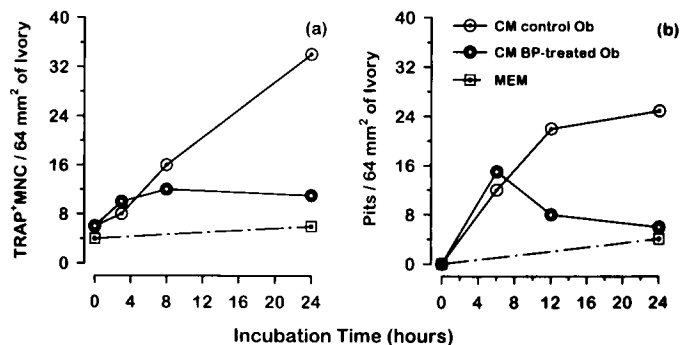 (a)
TRAP⁺MNC / 64 mm² of Ivory
40
32
24
16
8
0
0 4 8 12 16 20 24
(b)
CM control Ob
CM BP-treated Ob
MEM
Pits / 64 mm² of Ivory
40
32
24
16
8
0
0 4 8 12 16 20 24
Incubation Time (hours)